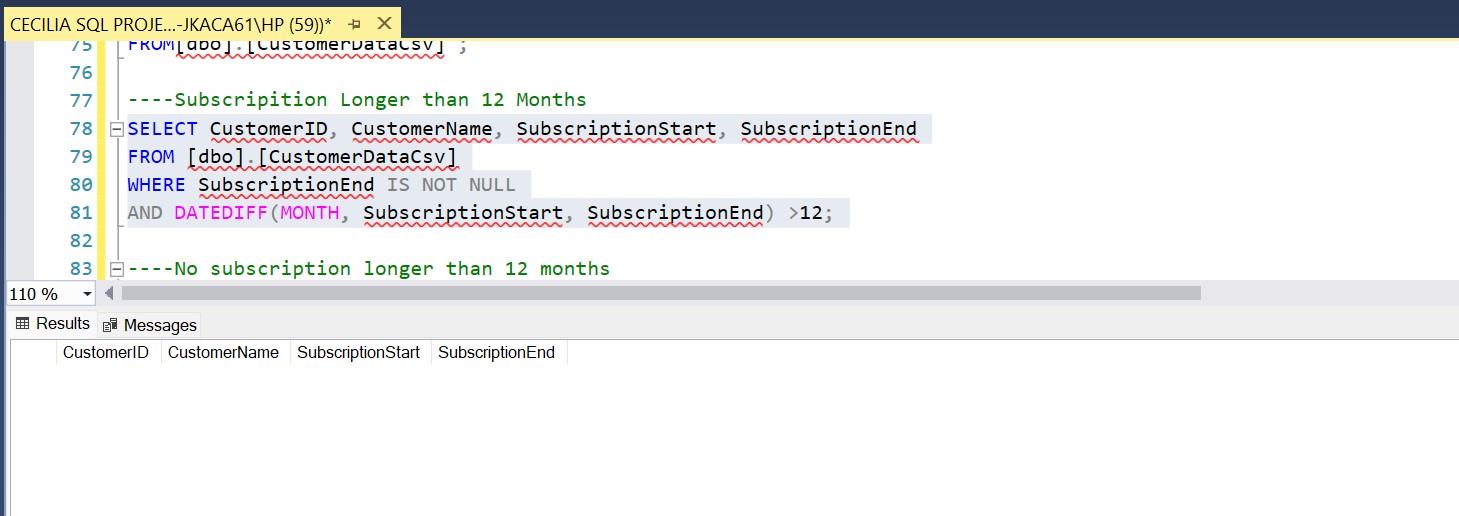 CECILIA SQL PROJE...-JKACA61\HP (59))*
75 FROM[dbo].[CustomerDataCsv] ;
76
77 ----Subscripition Longer than 12 Months
78 SELECT CustomerID, CustomerName, SubscriptionStart, SubscriptionEnd
79 FROM [dbo].[CustomerDataCsv]
80 WHERE SubscriptionEnd IS NOT NULL
81 AND DATEDIFF(MONTH, SubscriptionStart, SubscriptionEnd) >12;
82
83 ----No subscription longer than 12 months
110 %
Results Messages
CustomerID CustomerName SubscriptionStart SubscriptionEnd